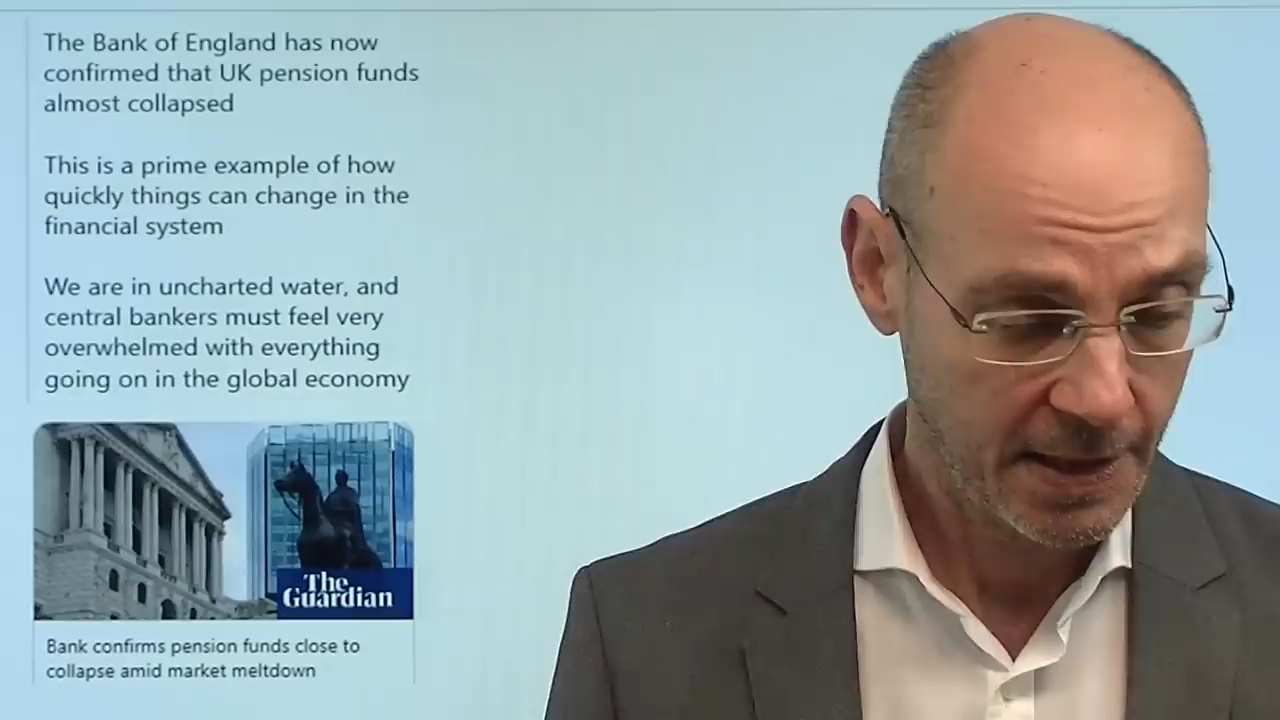 The Bank of England has now
confirmed that UK pension funds
almost collapsed
This is a prime example of how
quickly things can change in the
financial system
We are in uncharted water, and
central bankers must feel very
overwhelmed with everything
going on in the global economy
The
Guardian
Bank confirms pension funds close to
collapse amid market meltdown